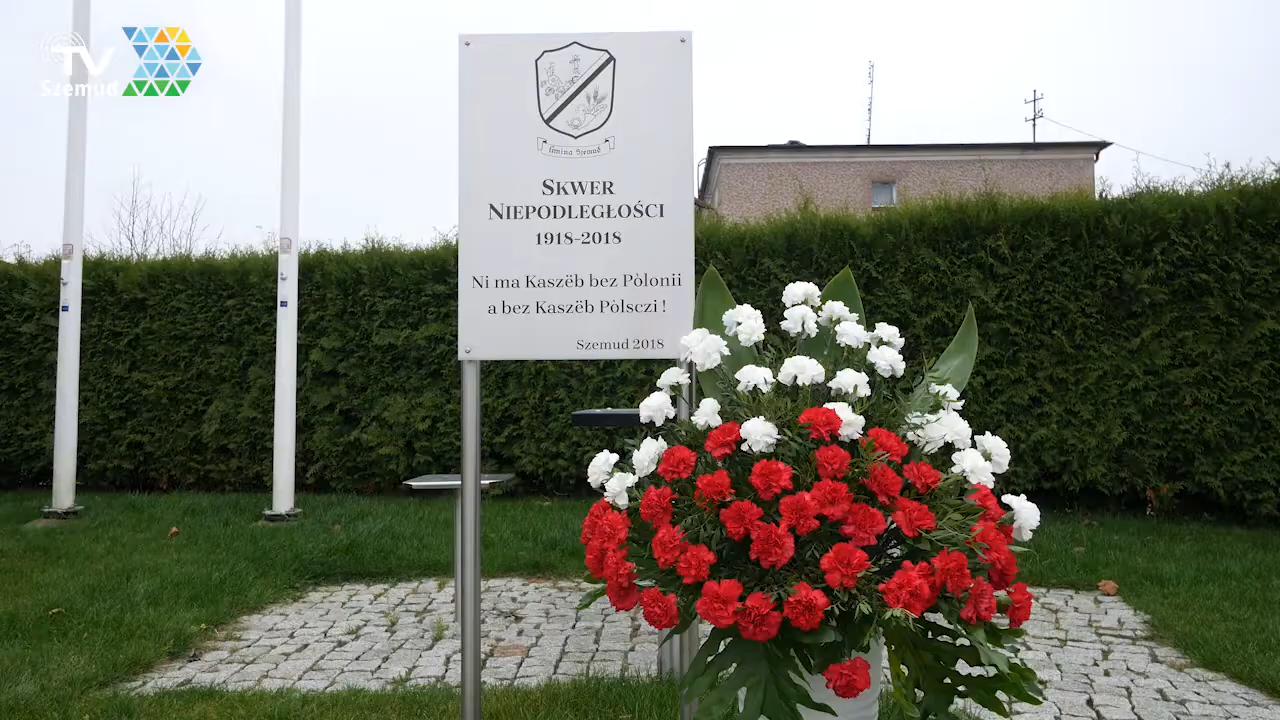 TV
Szemud
Gmina Szemud
SKWER
NIEPODLEGŁOŚCI
1918-2018
Ni ma Kaszëb bez Pòlonii
a bez Kaszëb Pòlsczi !
Szemud 2018